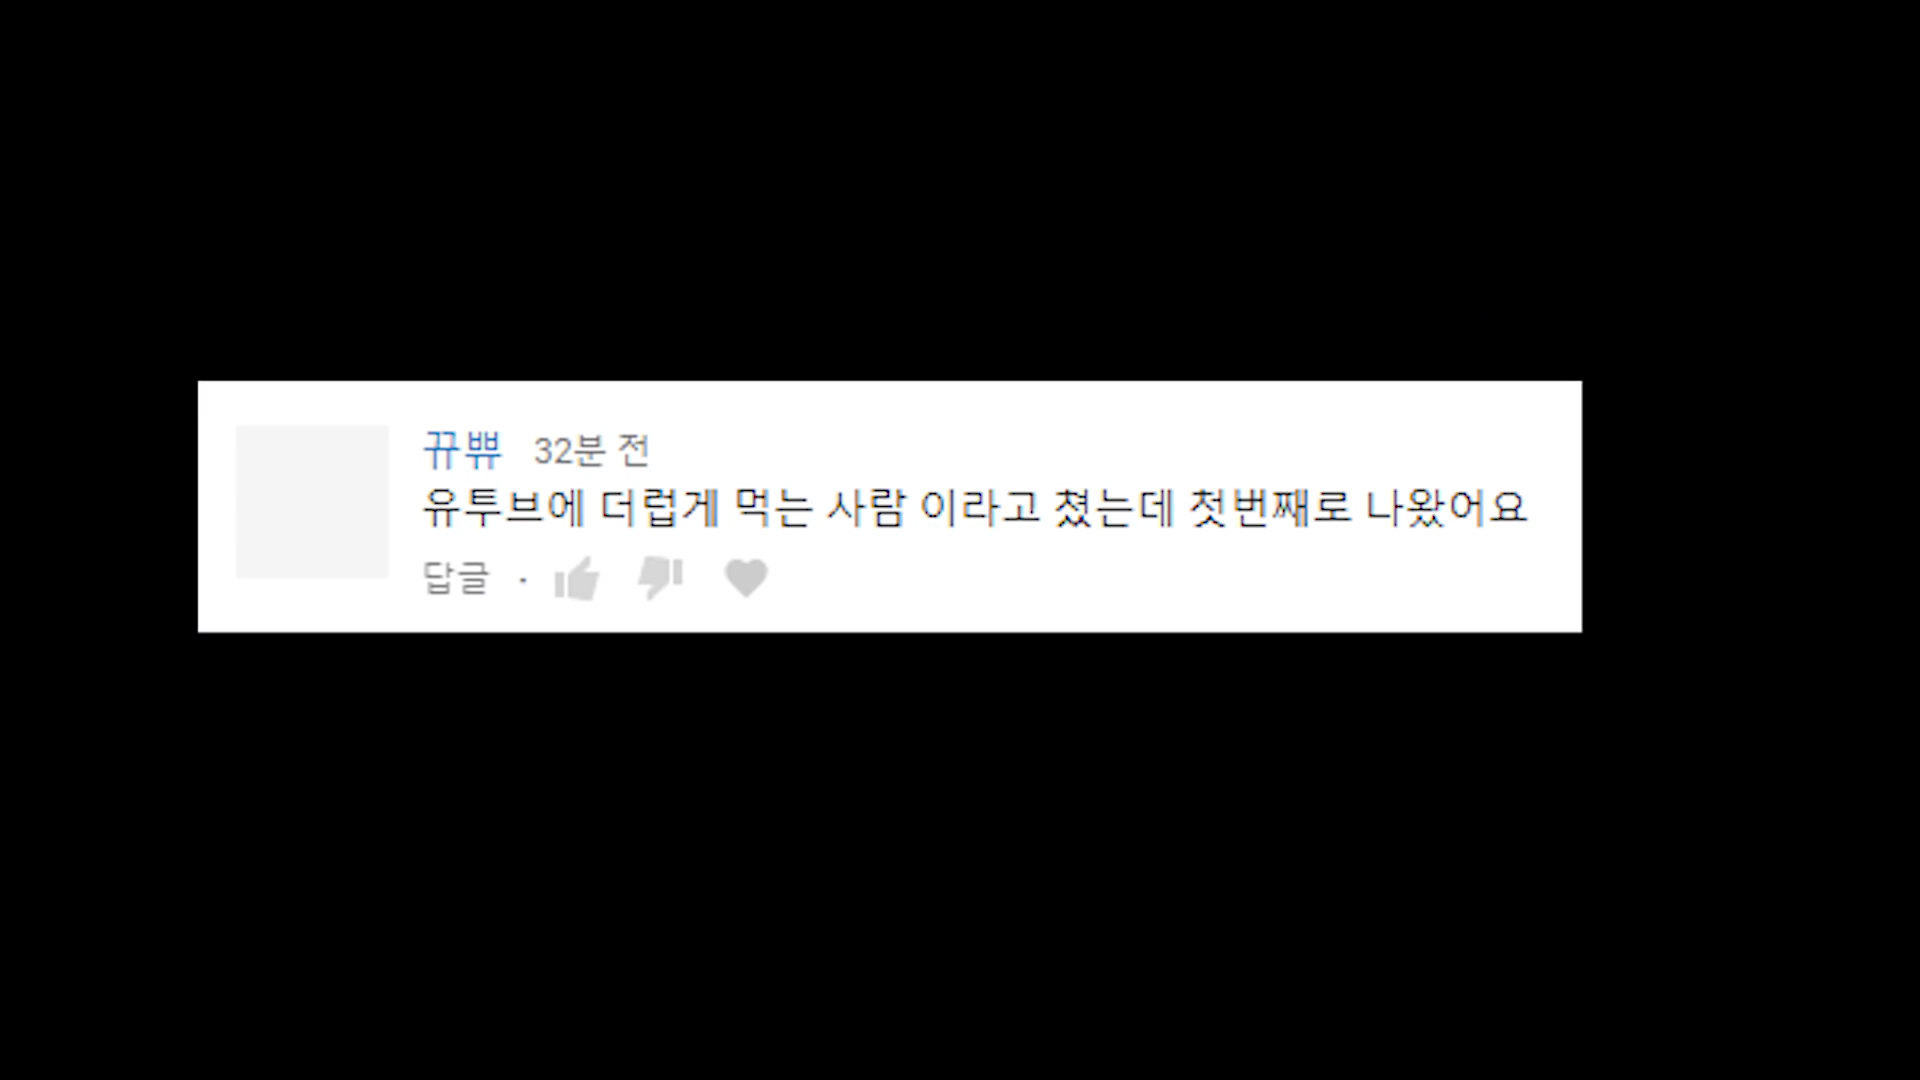 뀨쀼 32분 전
유투브에 더럽게 먹는 사람 이라고 쳤는데 첫번째로 나왔어요
답글 ·